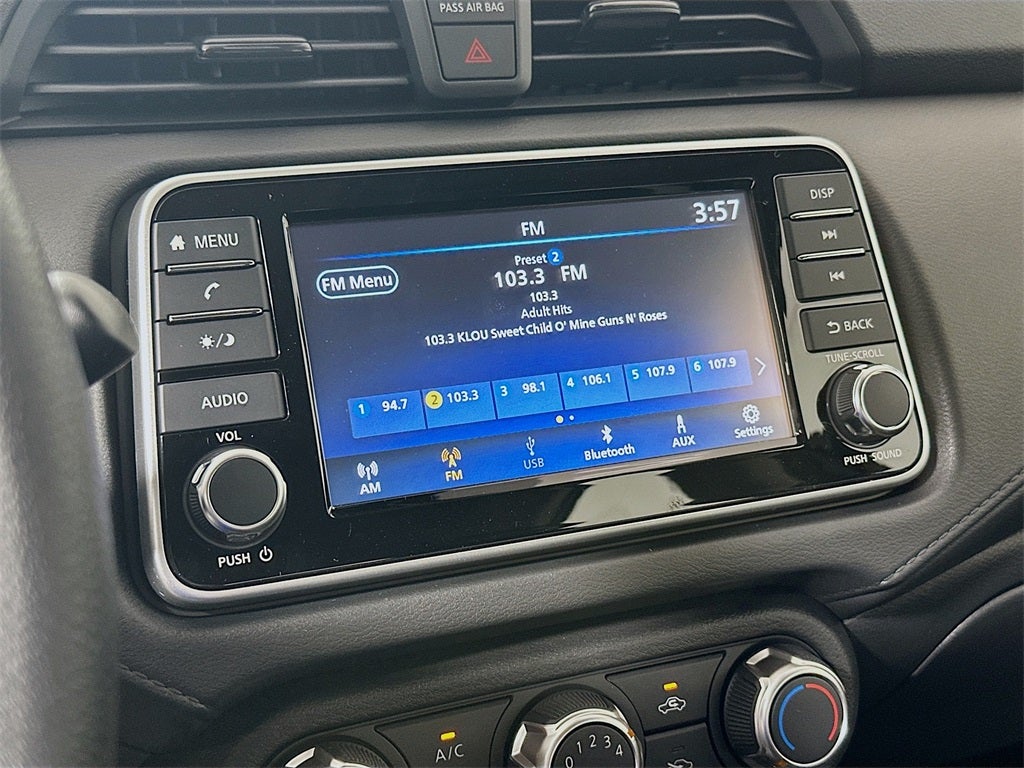 PASS AIR BAG
MENU
AUDIO
VOL
PUSH
FM
3:57
FM Menu
Preset 2
103.3 FM
103.3
Adult Hits
103.3 KLOU Sweet Child O' Mine Guns N' Roses
1 94.7 2 103.3 3 98.1 4 106.1 5 107.9 6 107.9
AM FM USB Bluetooth AUX Settings
DISP
BACK
TUNE·SCROLL
PUSH SOUND
A/C
0 1 2 3 4